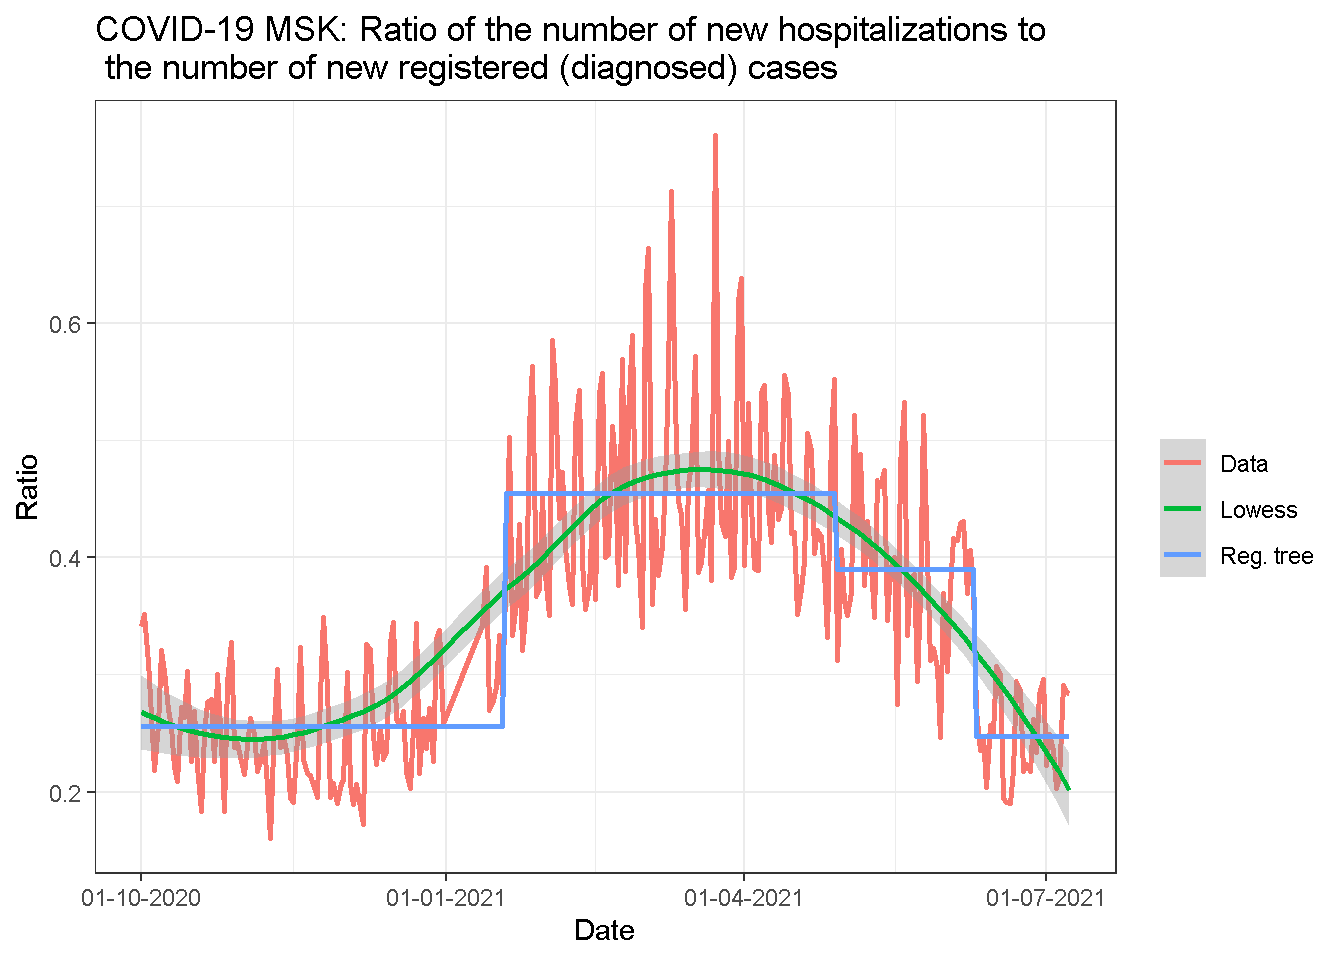 COVID-19 MSK: Ratio of the number of new hospitalizations to
the number of new registered (diagnosed) cases
Ratio
0.6
0.4
0.2
01-10-2020
01-01-2021
01-04-2021
01-07-2021
Date
Data
Lowess
Reg. tree